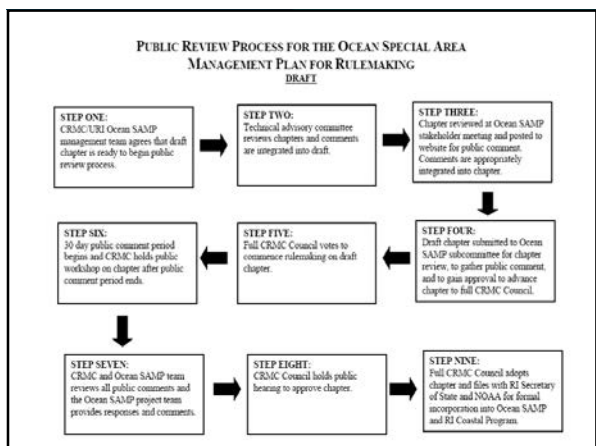 PUBLIC REVIEW PROCESS FOR THE OCEAN SPECIAL AREA
MANAGEMENT PLAN FOR RULEMAKING
DRAFT
STEP ONE:
CRMC/URI Ocean SAMP
management team agrees that draft
chapter is ready to begin public
review process.
STEP TWO:
Technical advisory committee
reviews chapters and comments
are integrated into draft.
STEP THREE:
Chapter reviewed at Ocean SAMP
stakeholder meeting and posted to
website for public comment.
Comments are appropriately
integrated into chapter.
STEP FOUR:
Draft chapter submitted to Ocean
SAMP subcommittee for chapter
review, to gather public comment,
and to gain approval to advance
chapter to full CRMC Council.
STEP FIVE:
Full CRMC Council votes to
commence rulemaking on draft
chapter.
STEP SIX:
30 day public comment period
begins and CRMC holds public
workshop on chapter after public
comment period ends.
STEP SEVEN:
CRMC and Ocean SAMP team
reviews all public comments and
the Ocean SAMP project team
provides responses and comments.
STEP EIGHT:
CRMC Council holds public
hearing to approve chapter.
STEP NINE:
Full CRMC Council adopts
chapter and files with RI Secretary
of State and NOAA for formal
incorporation into Ocean SAMP
and RI Coastal Program.